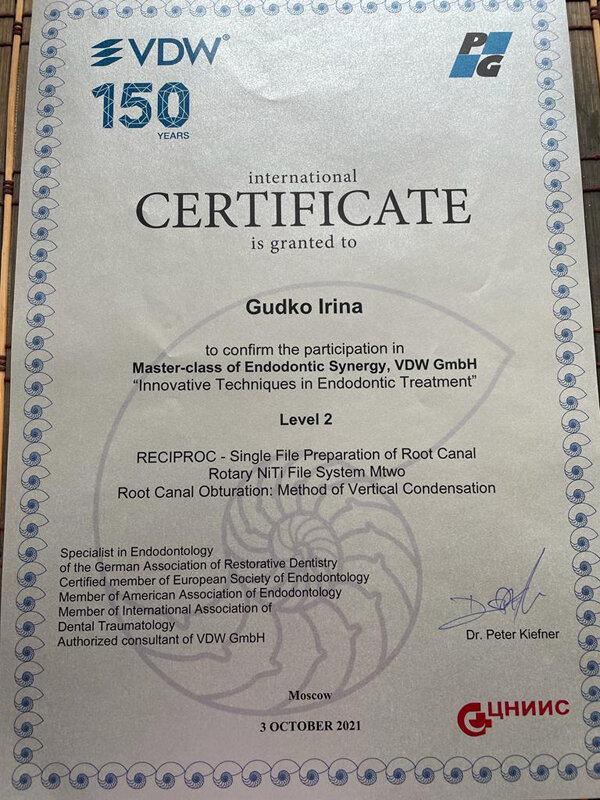 VDW®
PG
150
YEARS
international
CERTIFICATE
is granted to
Gudko Irina
to confirm the participation in
Master-class of Endodontic Synergy, VDW GmbH
“Innovative Techniques in Endodontic Treatment”
Level 2
RECIPROC - Single File Preparation of Root Canal
Rotary NiTi File System Mtwo
Root Canal Obturation: Method of Vertical Condensation
Specialist in Endodontology
of the German Association of Restorative Dentistry
Certified member of European Society of Endodontology
Member of American Association of Endodontology
Member of International Association of
Dental Traumatology
Authorized consultant of VDW GmbH
Dr. Peter Kiefner
Moscow
3 OCTOBER 2021
ЦНИИС